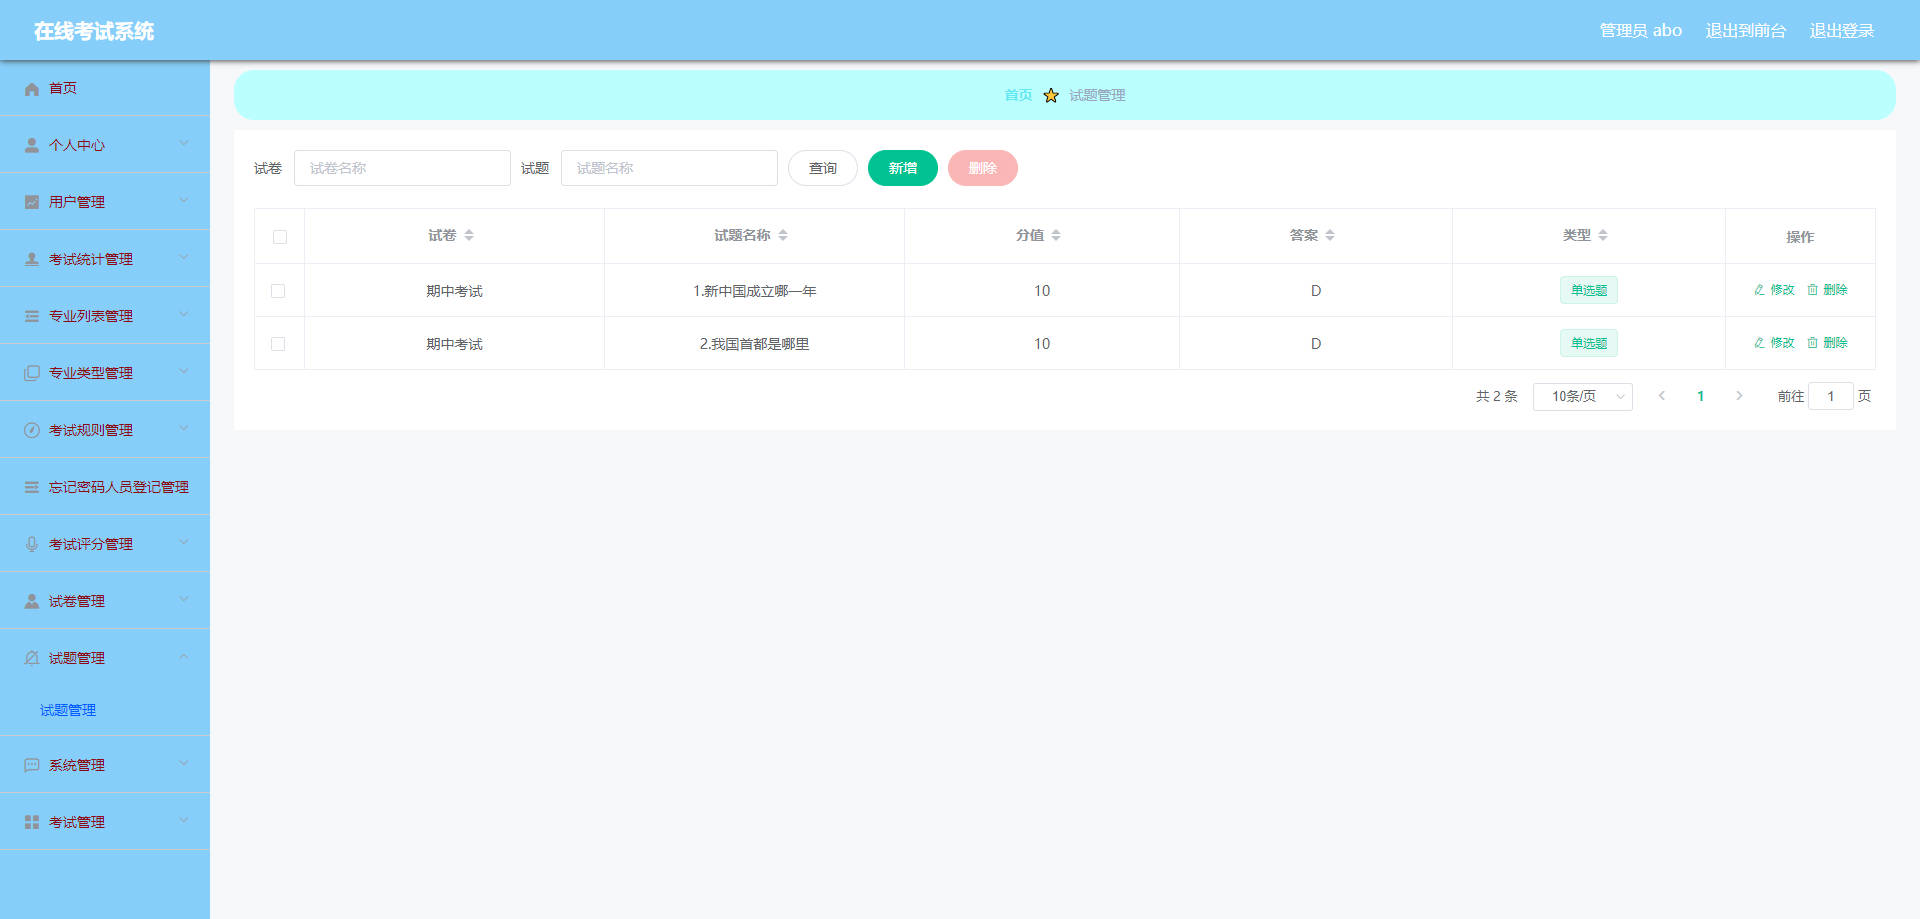 在线考试系统
管理员 abo 退出到前台 退出登录
首页
个人中心
用户管理
考试统计管理
专业列表管理
专业类型管理
考试规则管理
忘记密码人员登记管理
考试评分管理
试卷管理
试题管理
试题管理
系统管理
考试管理
首页 试题管理
试卷 试卷名称 试题 试题名称 查询 新增 删除
试卷 试题名称 分值 答案 类型 操作
期中考试 1.新中国成立哪一年 10 D 单选题 修改 删除
期中考试 2.我国首都是哪里 10 D 单选题 修改 删除
共 2 条 10条/页 1 前往 1 页